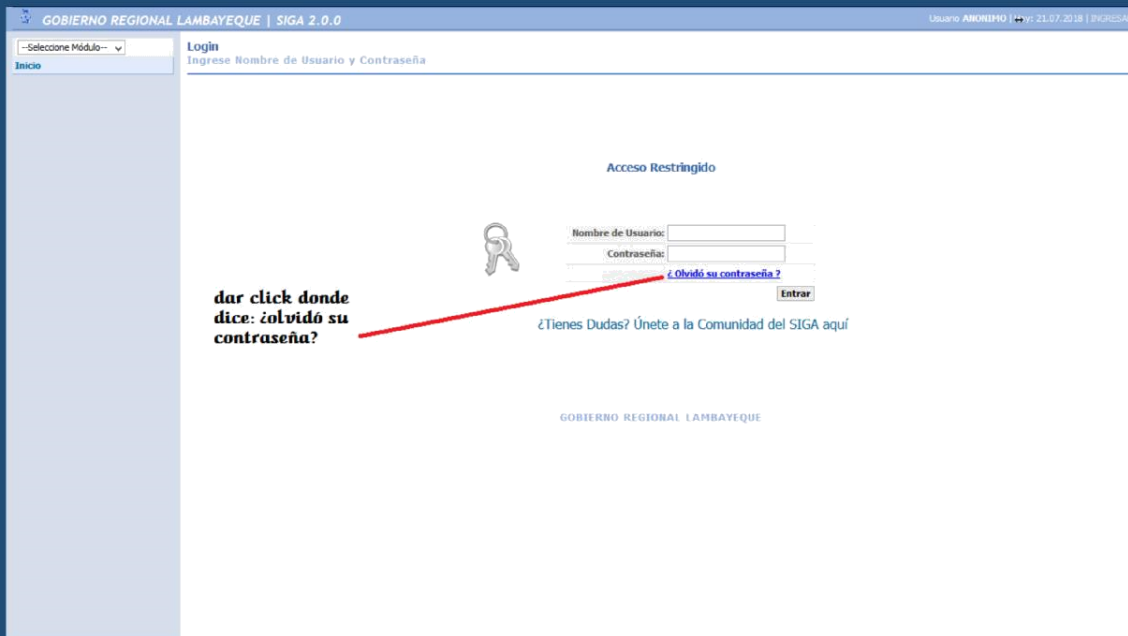 GOBIERNO REGIONAL LAMBAYEQUE | SIGA 2.0.0
Usuario ANONIMO | Hoy: 21.07.2018 | INGRESA
--Seleccione Módulo--
Inicio
Login
Ingrese Nombre de Usuario y Contraseña
Acceso Restringido
Nombre de Usuario:
Contraseña:
¿ Olvidó su contraseña ?
Entrar
dar click donde
dice: ¿olvidó su
contraseña?
¿Tienes Dudas? Únete a la Comunidad del SIGA aquí
GOBIERNO REGIONAL LAMBAYEQUE